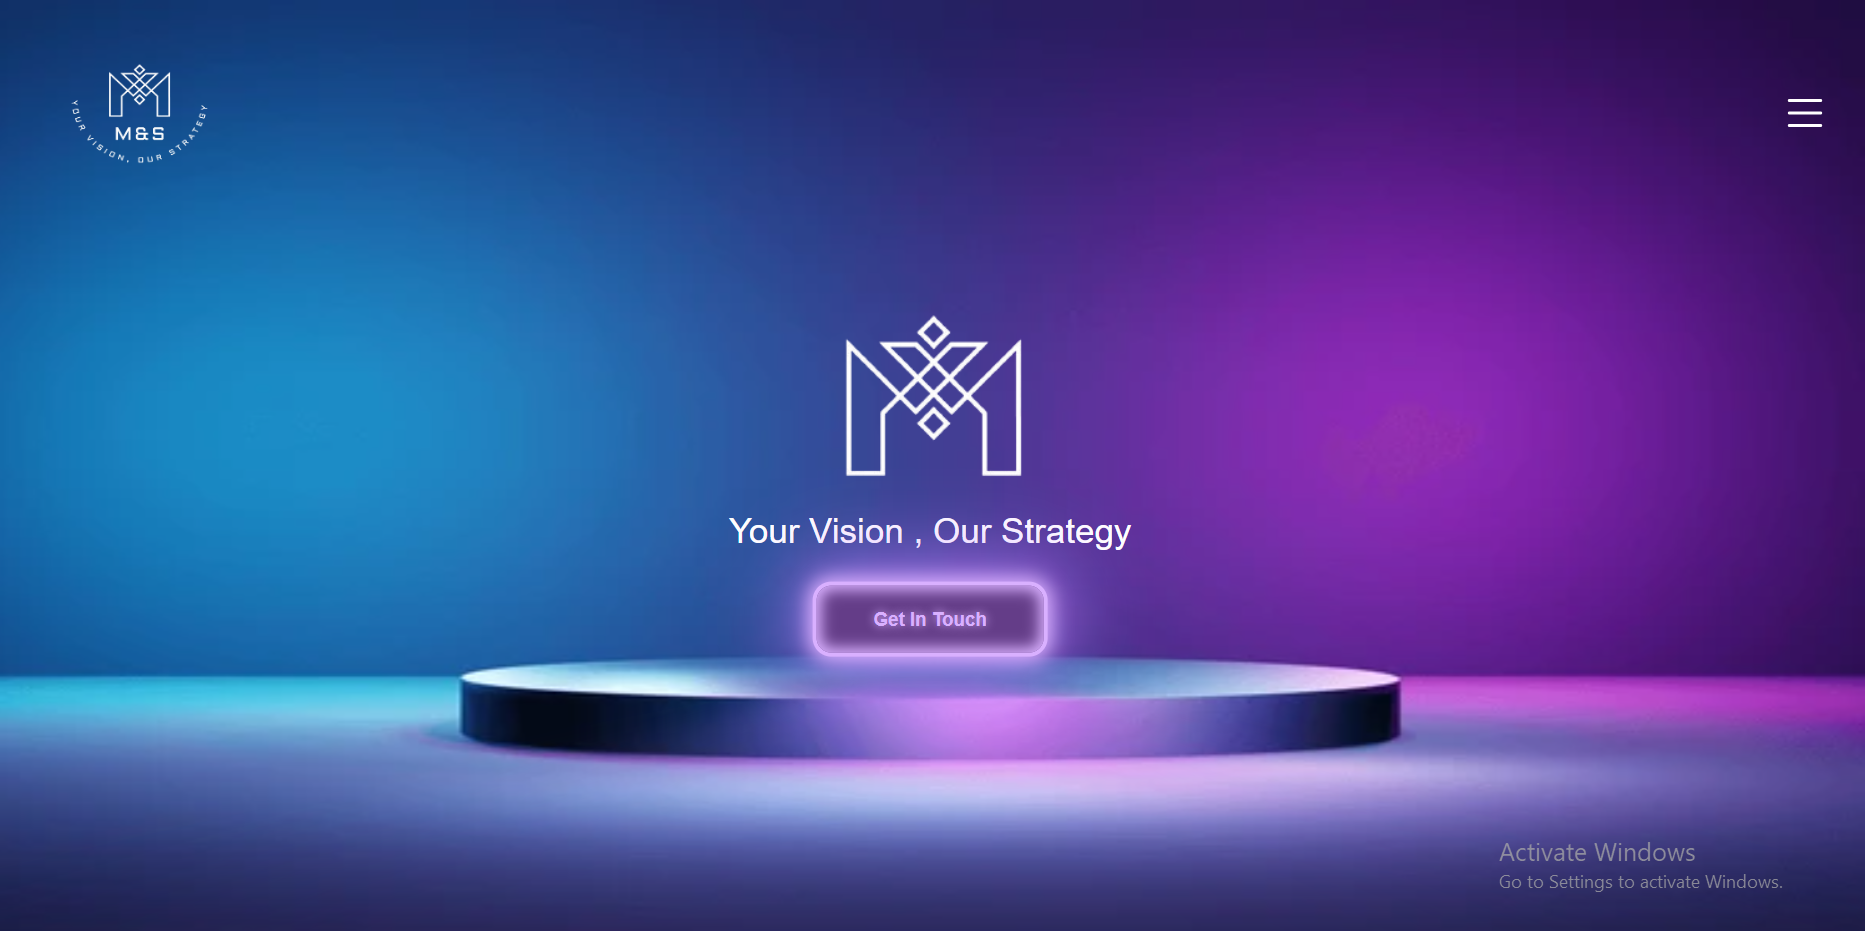 M&S
YOUR VISION, OUR STRATEGY
Your Vision , Our Strategy
Get In Touch
Activate Windows
Go to Settings to activate Windows.